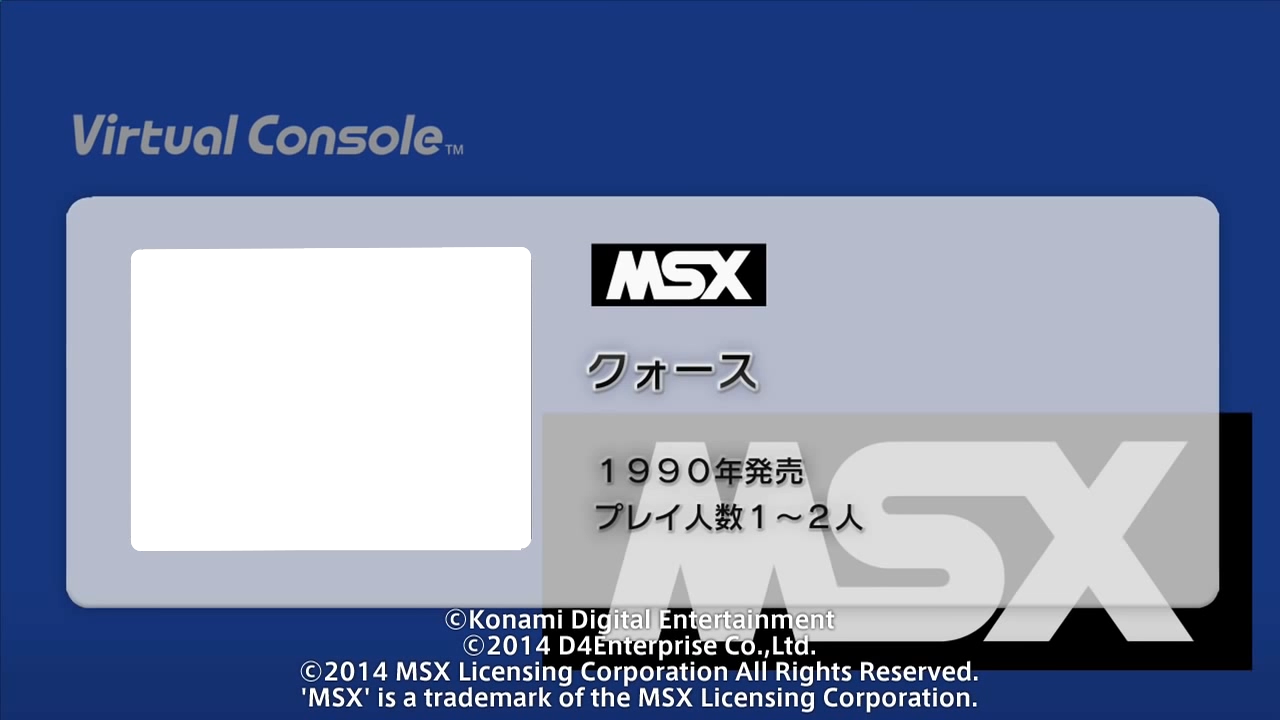 Virtual Console™
MSX
クォース
１９９０年発売
プレイ人数１～２人
MSX
©Konami Digital Entertainment
©2014 D4Enterprise Co.,Ltd.
©2014 MSX Licensing Corporation All Rights Reserved.
'MSX' is a trademark of the MSX Licensing Corporation.